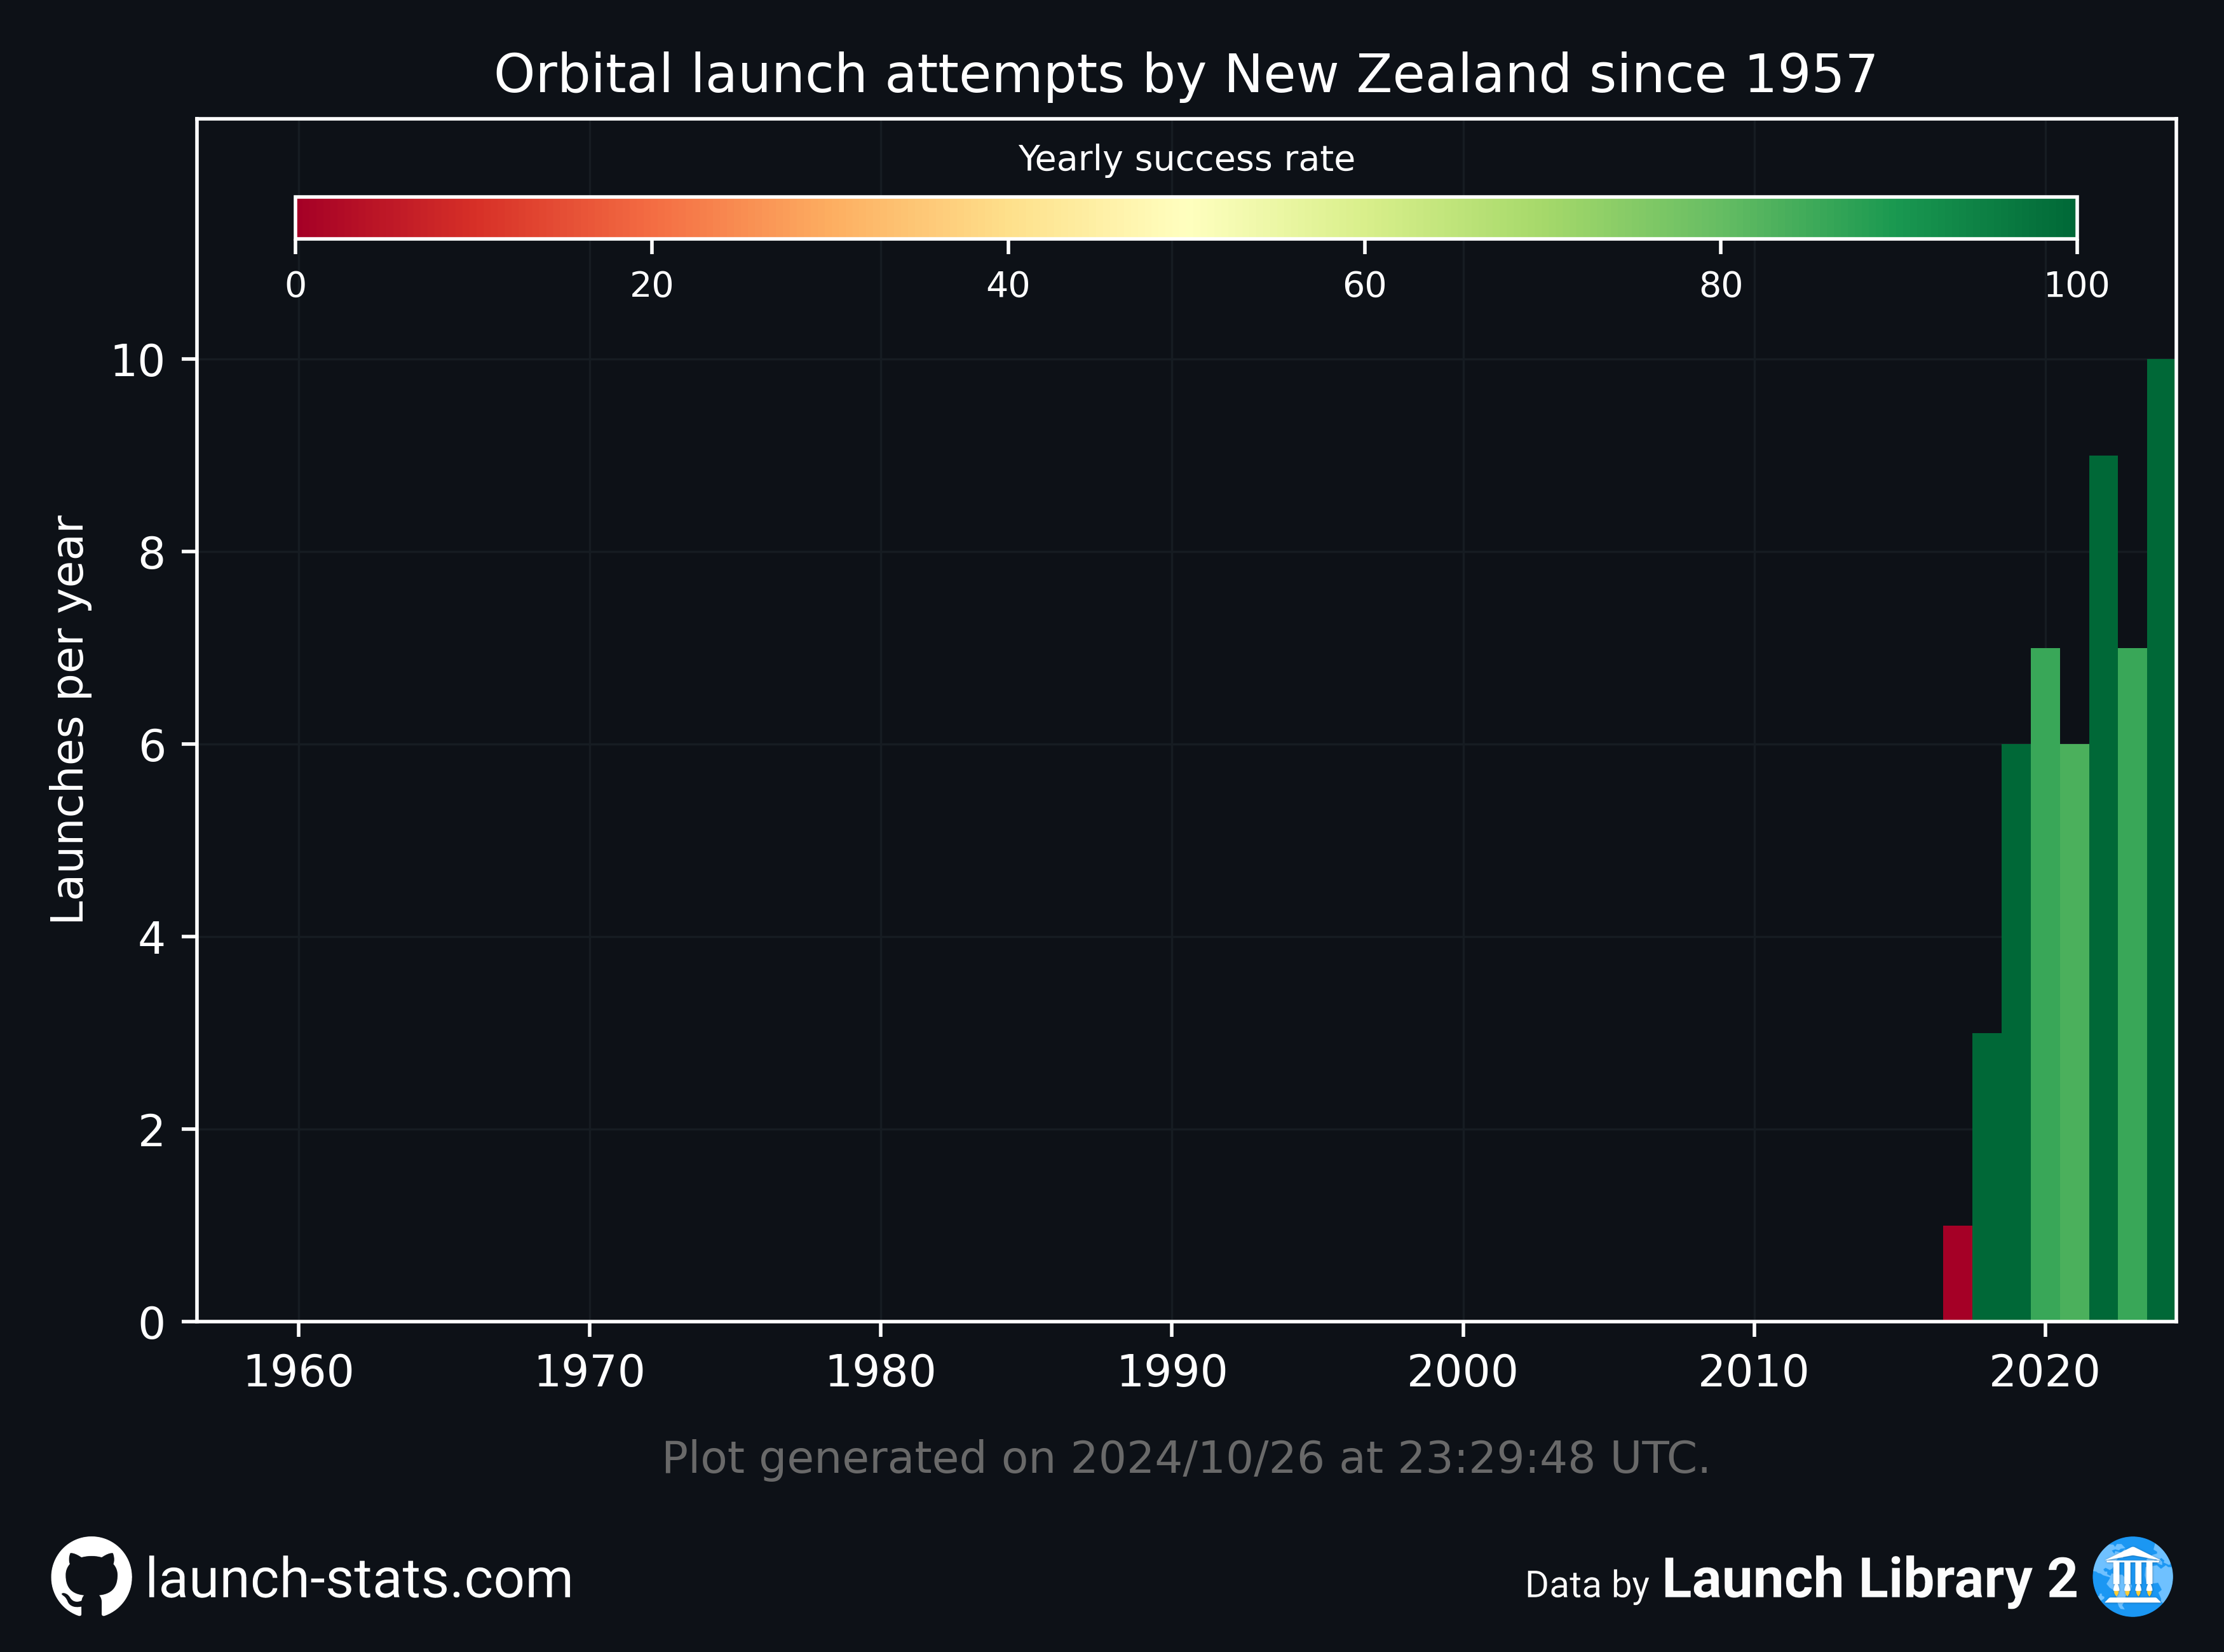 Orbital launch attempts by New Zealand since 1957
Yearly success rate
0 20 40 60 80 100
Launches per year
10
8
6
4
2
0
1960 1970 1980 1990 2000 2010 2020
Plot generated on 2024/10/26 at 23:29:48 UTC.
launch-stats.com
Data by Launch Library 2